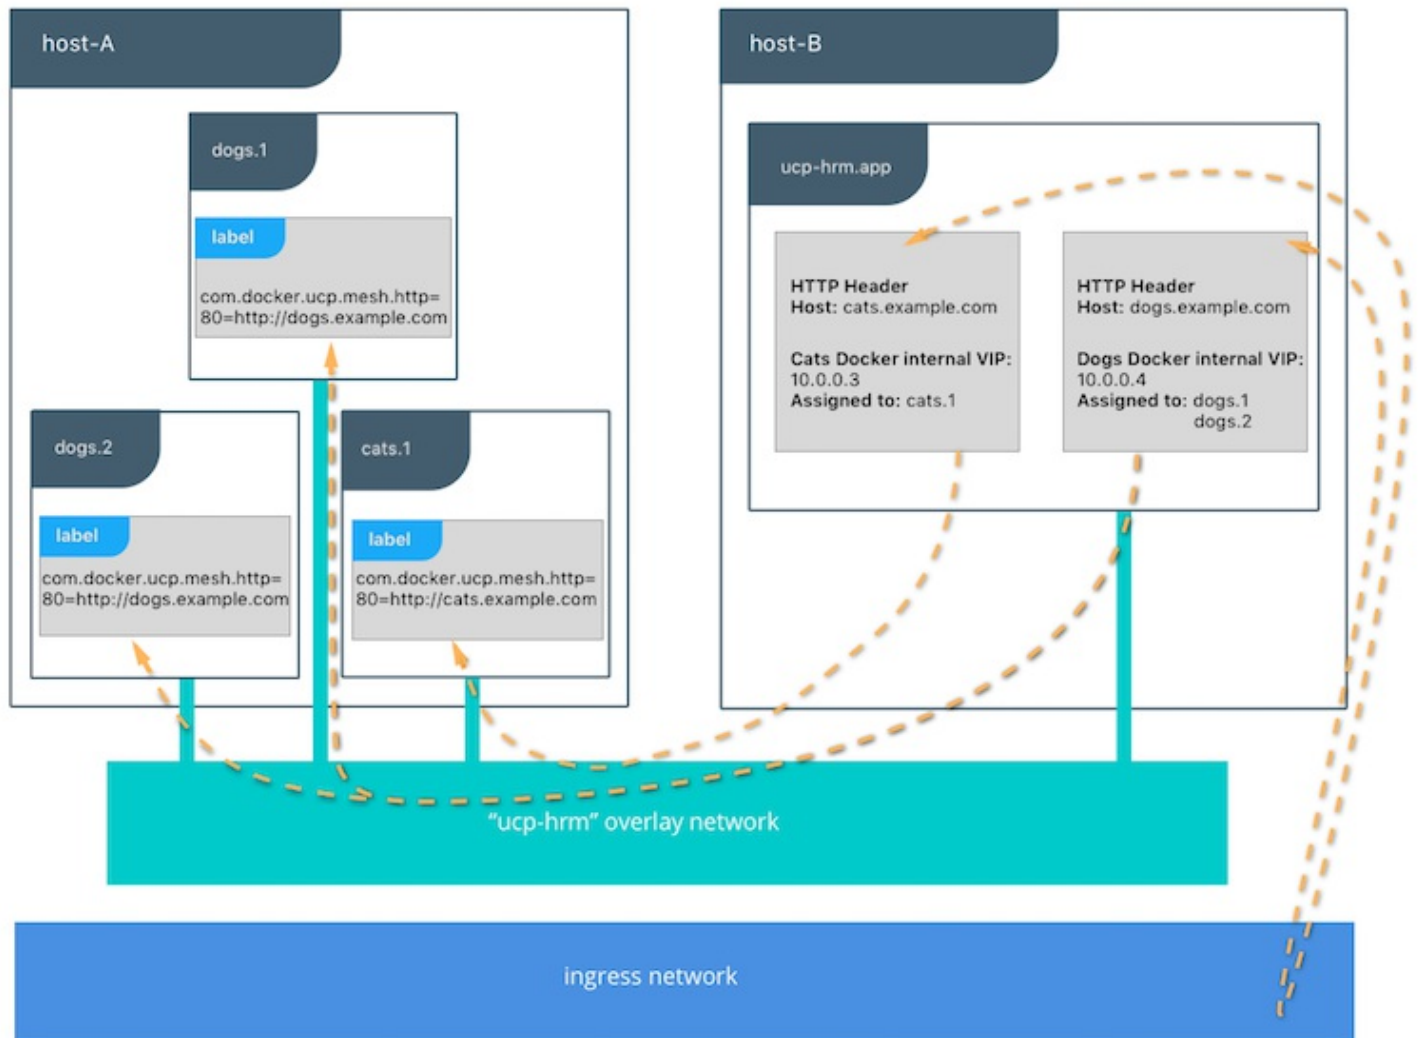 host-A
dogs.1
label
com.docker.ucp.mesh.http=
80=http://dogs.example.com
dogs.2
label
com.docker.ucp.mesh.http=
80=http://dogs.example.com
cats.1
label
com.docker.ucp.mesh.http=
80=http://cats.example.com
host-B
ucp-hrm.app
HTTP Header
Host: cats.example.com
Cats Docker internal VIP:
10.0.0.3
Assigned to: cats.1
HTTP Header
Host: dogs.example.com
Dogs Docker internal VIP:
10.0.0.4
Assigned to: dogs.1
dogs.2
“ucp-hrm” overlay network
ingress network